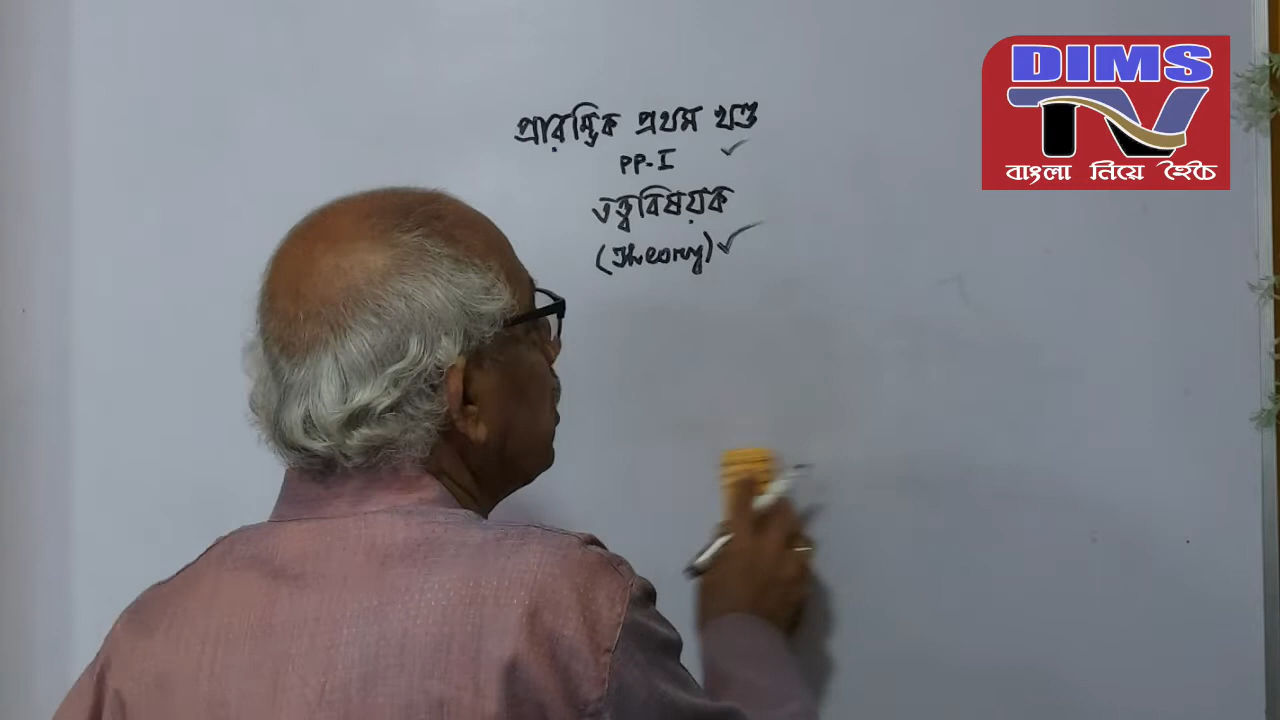 প্রারম্ভিক প্রথম খণ্ড
PP-I
তত্ত্ববিষয়ক
(Theory)
DIMS
TV
বাংলা নিয়ে হৈচৈ